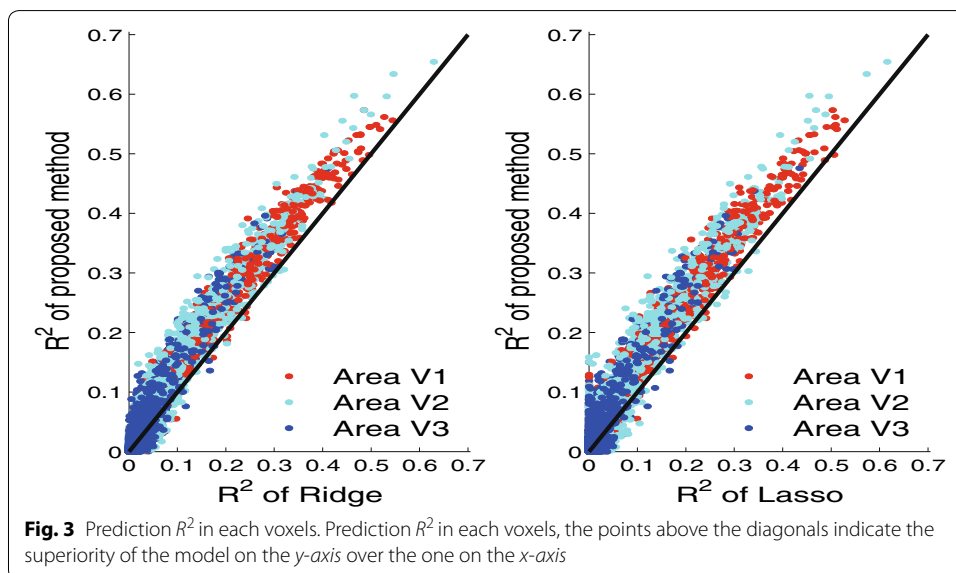 0.7
0.6
0.5
0.4
0.3
0.2
0.1
0
R² of proposed method
0 0.1 0.2 0.3 0.4 0.5 0.6 0.7
R² of Ridge
Area V1
Area V2
Area V3
0.7
0.6
0.5
0.4
0.3
0.2
0.1
0
R² of proposed method
0 0.1 0.2 0.3 0.4 0.5 0.6 0.7
R² of Lasso
Area V1
Area V2
Area V3
Fig. 3 Prediction R² in each voxels. Prediction R² in each voxels, the points above the diagonals indicate the
superiority of the model on the y-axis over the one on the x-axis